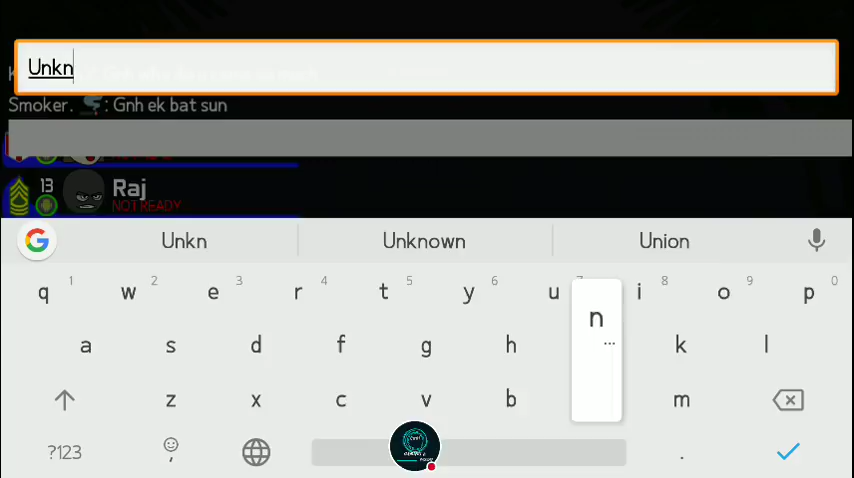 Unkn
Smoker. : Gnh ek bat sun
13 Raj
NOT READY
Unkn Unknown Union
q 1 w 2 e 3 r 4 t 5 y 6 u 7 i 8 o 9 p 0
n
a s d f g h k l
z x c v b m
?123 , .